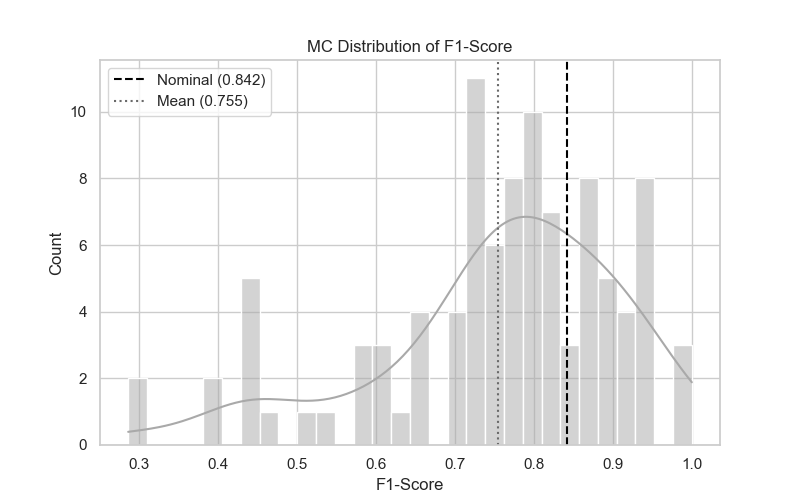 MC Distribution of F1-Score
Nominal (0.842)
Mean (0.755)
10
8
6
4
2
0
Count
0.3 0.4 0.5 0.6 0.7 0.8 0.9 1.0
F1-Score